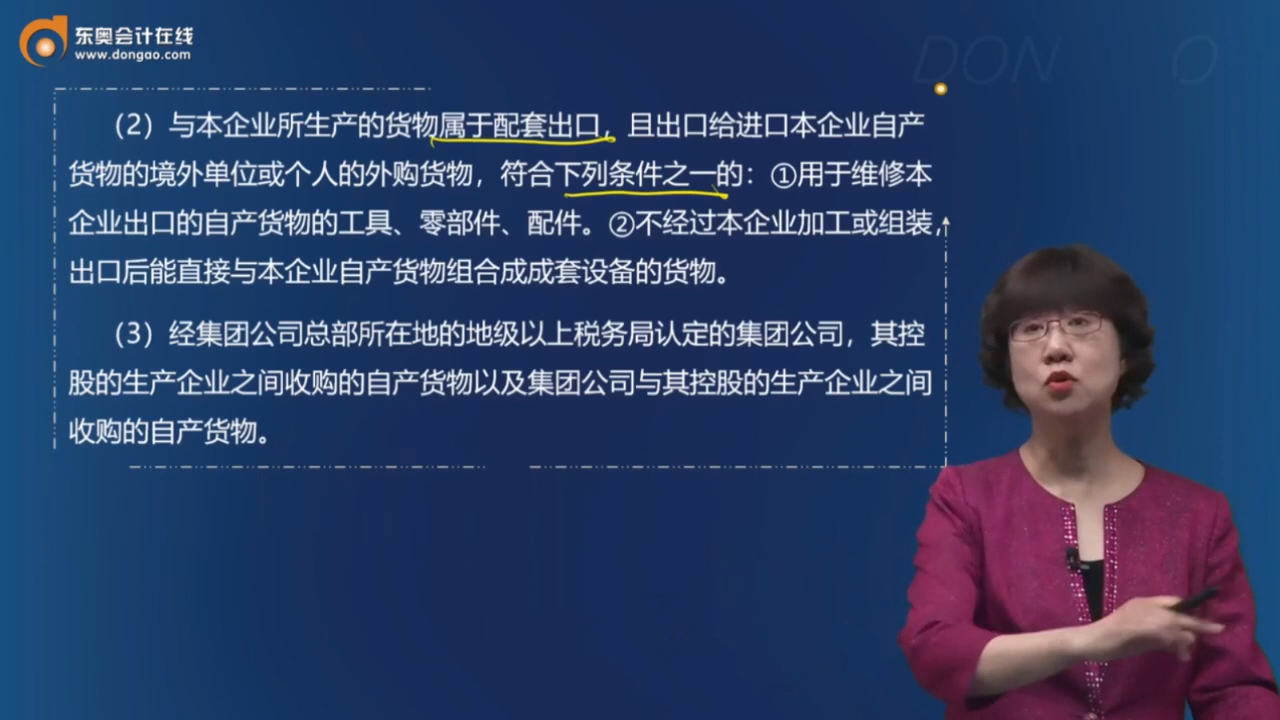 东奥会计在线
www.dongao.com
DON O
（2）与本企业所生产的货物属于配套出口，且出口给进口本企业自产
货物的境外单位或个人的外购货物，符合下列条件之一的：①用于维修本
企业出口的自产货物的工具、零部件、配件。②不经过本企业加工或组装，
出口后能直接与本企业自产货物组合成成套设备的货物。
（3）经集团公司总部所在地的地级以上税务局认定的集团公司，其控
股的生产企业之间收购的自产货物以及集团公司与其控股的生产企业之间
收购的自产货物。